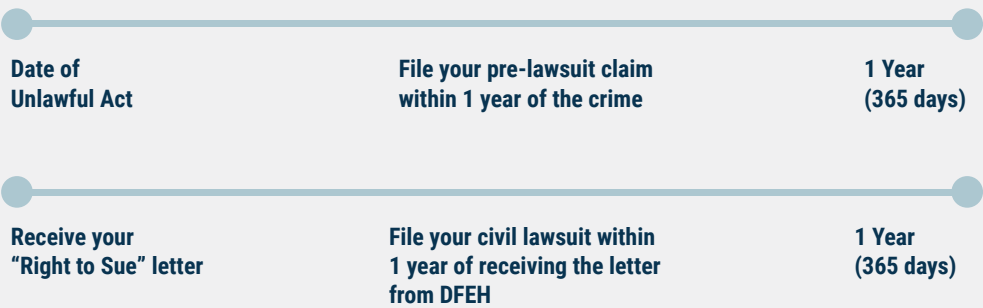 Date of
Unlawful Act
File your pre-lawsuit claim
within 1 year of the crime
1 Year
(365 days)
Receive your
“Right to Sue” letter
File your civil lawsuit within
1 year of receiving the letter
from DFEH
1 Year
(365 days)